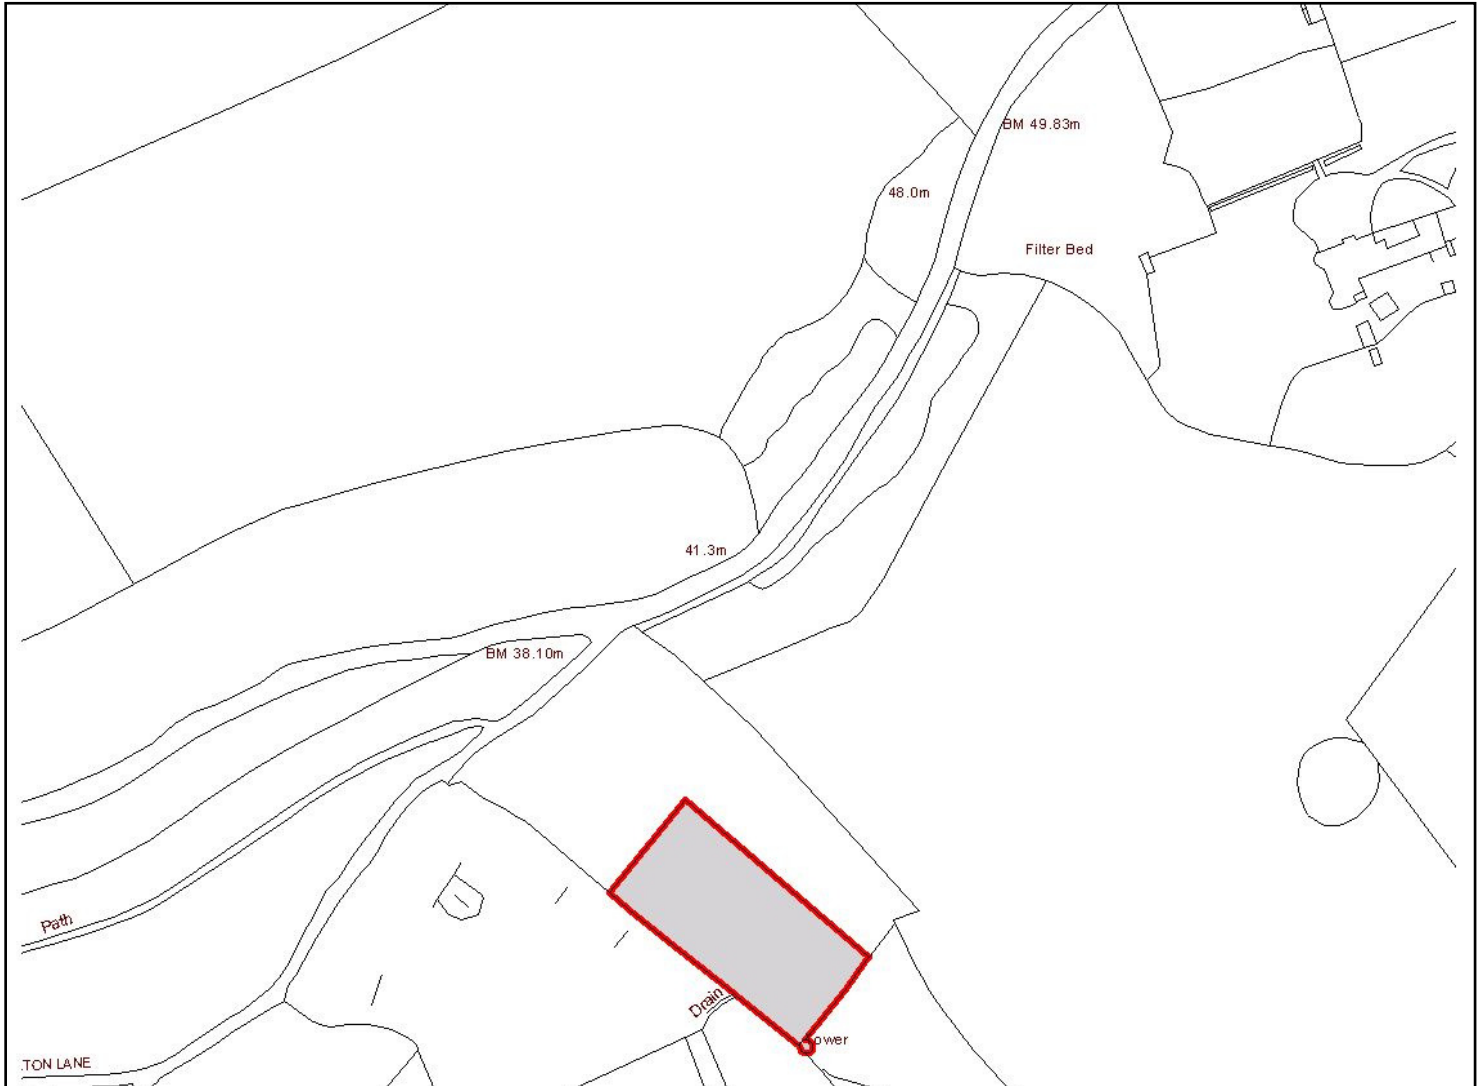 BM 49.83m
48.0m
Filter Bed
41.3m
BM 38.10m
Path
Drain
ower
TON LANE